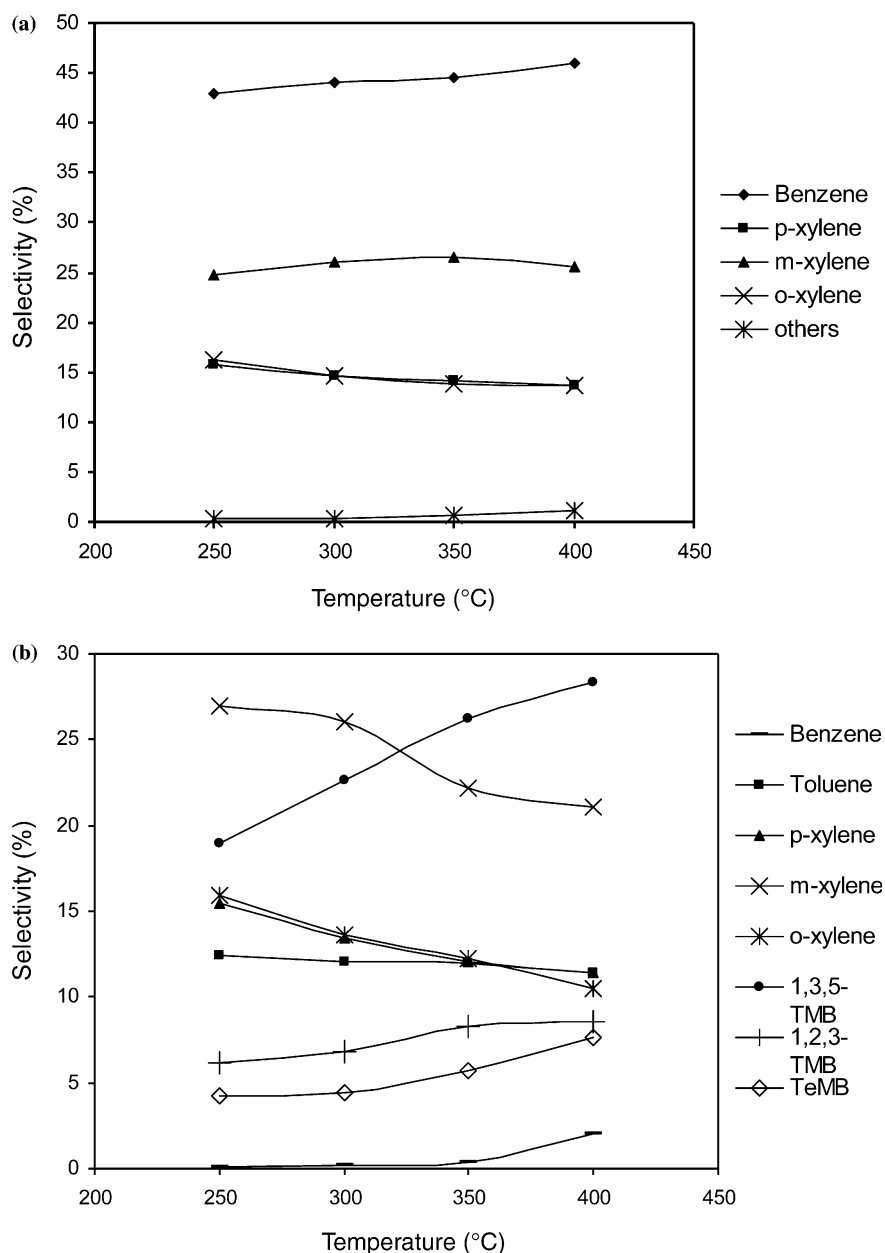 (a)
50
45
40
35
30
25
20
15
10
5
0
Selectivity (%)
200 250 300 350 400 450
Temperature (°C)
Benzene
p-xylene
m-xylene
o-xylene
others
(b)
30
25
20
15
10
5
0
Selectivity (%)
200 250 300 350 400 450
Temperature (°C)
Benzene
Toluene
p-xylene
m-xylene
o-xylene
1,3,5-
TMB
1,2,3-
TMB
TeMB